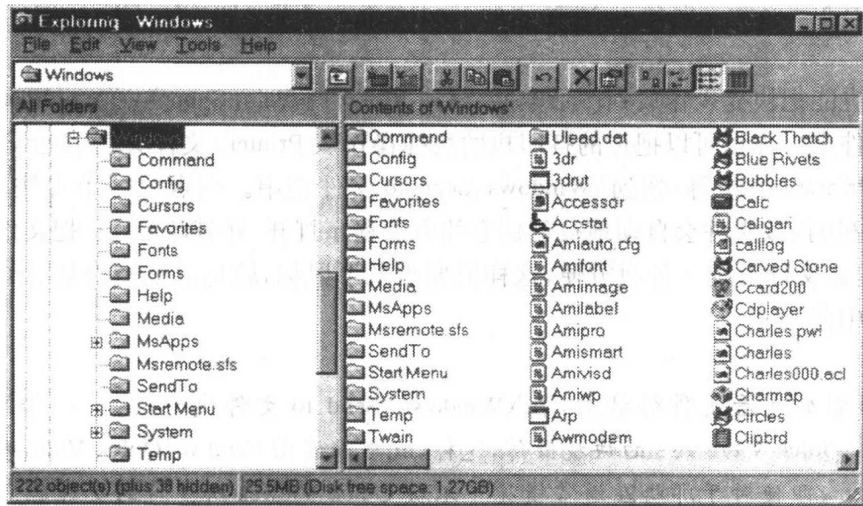 Exploring - Windows
File Edit View Tools Help
Windows
All Folders
Contents of 'Windows'
Windows
Command
Config
Cursors
Favorites
Fonts
Forms
Help
Media
MsApps
Msremote.sfs
SendTo
Start Menu
System
Temp
Command
Config
Cursors
Favorites
Fonts
Forms
Help
Media
MsApps
Msremote.sfs
SendTo
Start Menu
System
Temp
Twain
Ulead.dat
3dr
3drut
Accessor
Accstat
Amiauto.cfg
Amifont
Amiimage
Amilabel
Amipro
Amismart
Amivisd
Amiwp
Arp
Awmodem
Black Thatch
Blue Rivets
Bubbles
Calc
Caligari
calllog
Carved Stone
Ccard200
Cdplayer
Charles.pwl
Charles
Charles000.acl
Charmap
Circles
Clipbrd
222 object(s) (plus 38 hidden) 25.5MB (Disk free space: 1.27GB)